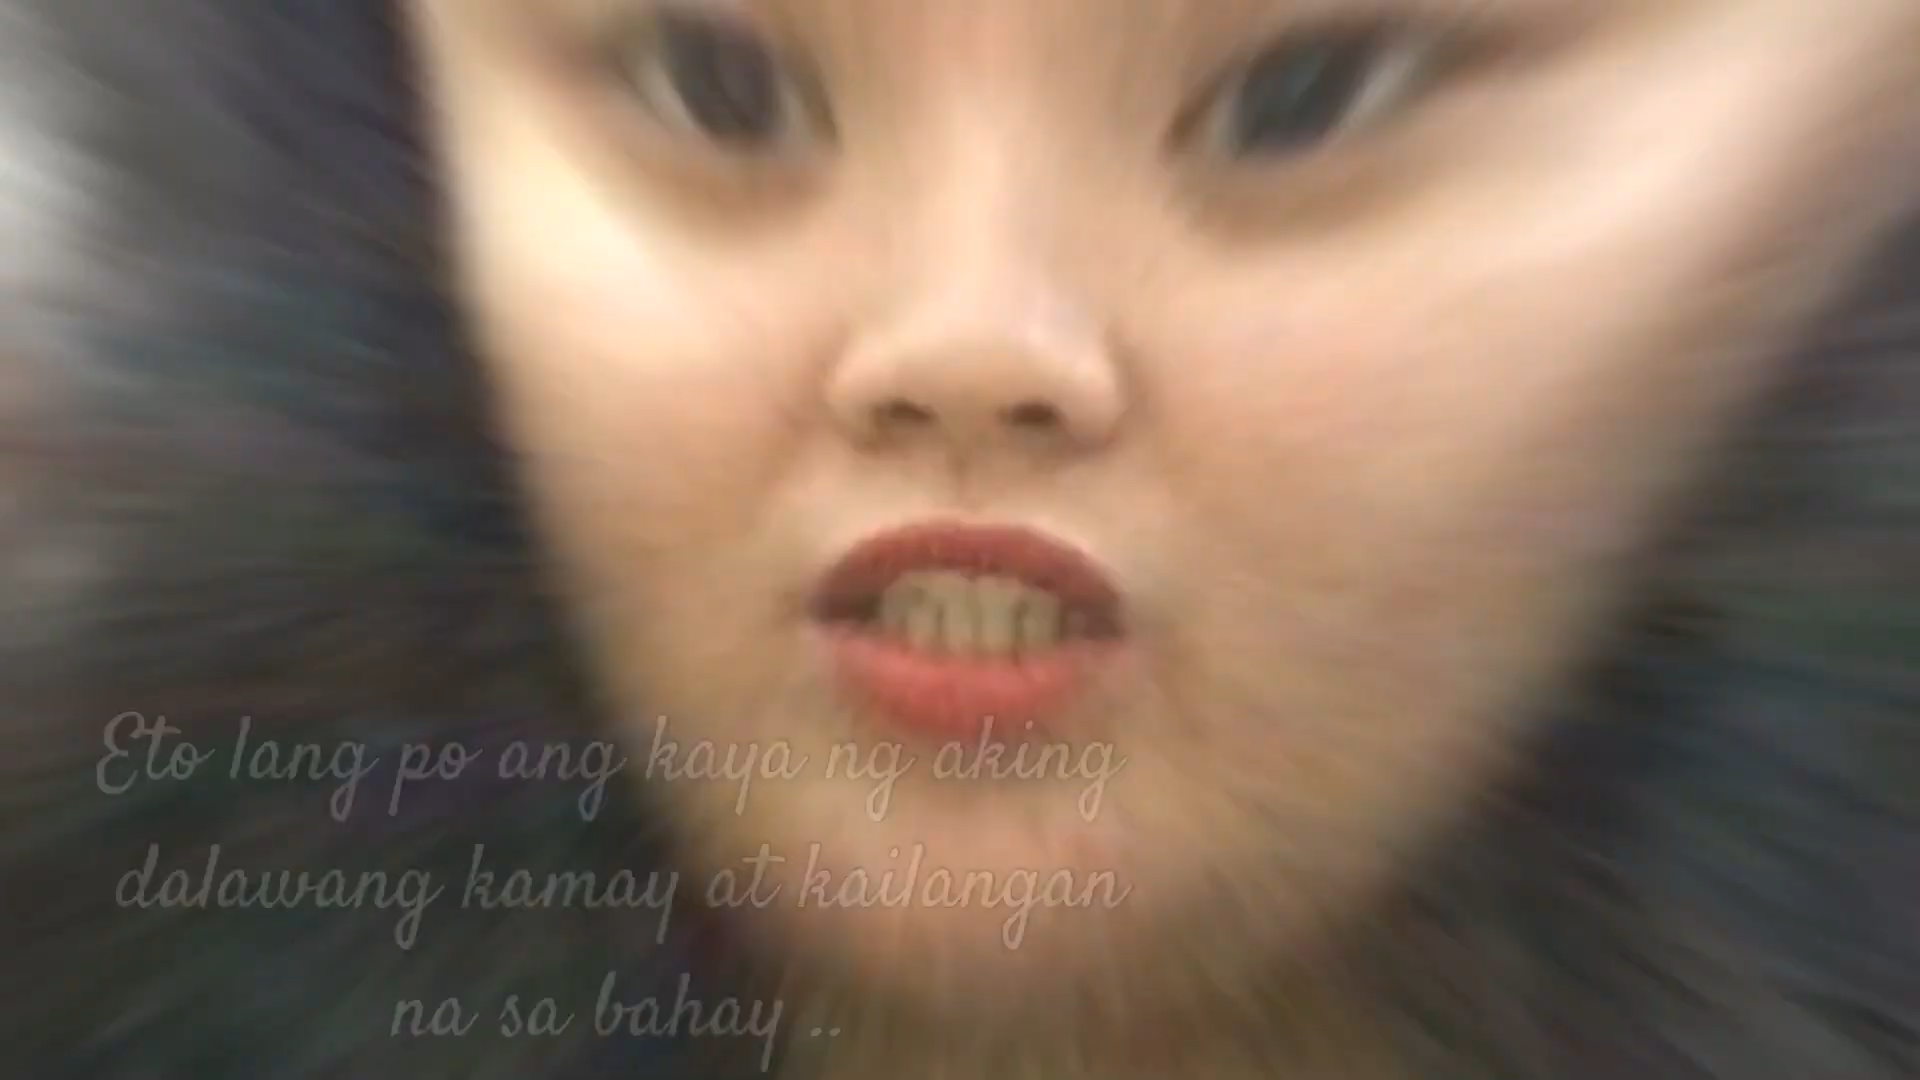 Eto lang po ang kaya ng aking
dalawang kamay at kailangan
na sa bahay ..